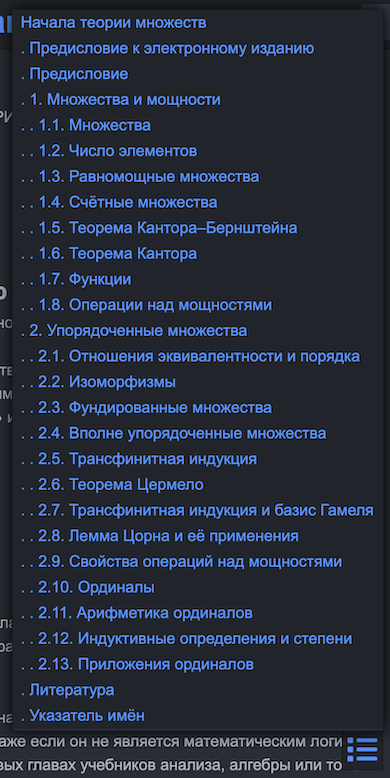 Начала теории множеств
. Предисловие к электронному изданию
. Предисловие
. 1. Множества и мощности
. . 1.1. Множества
. . 1.2. Число элементов
. . 1.3. Равномощные множества
. . 1.4. Счётные множества
. . 1.5. Теорема Кантора–Бернштейна
. . 1.6. Теорема Кантора
. . 1.7. Функции
. . 1.8. Операции над мощностями
. 2. Упорядоченные множества
. . 2.1. Отношения эквивалентности и порядка
. . 2.2. Изоморфизмы
. . 2.3. Фундированные множества
. . 2.4. Вполне упорядоченные множества
. . 2.5. Трансфинитная индукция
. . 2.6. Теорема Цермело
. . 2.7. Трансфинитная индукция и базис Гамеля
. . 2.8. Лемма Цорна и её применения
. . 2.9. Свойства операций над мощностями
. . 2.10. Ординалы
. . 2.11. Арифметика ординалов
. . 2.12. Индуктивные определения и степени
. . 2.13. Приложения ординалов
. Литература
. Указатель имён
аже если он не является математическим логи
вых главах учебников анализа, алгебры или то